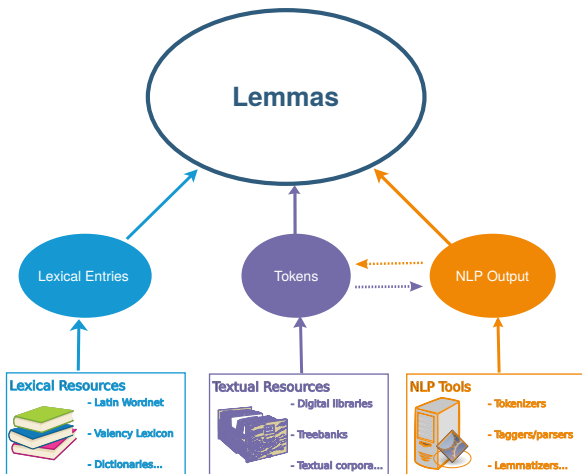 Lemmas
Lexical Entries
Tokens
NLP Output
Lexical Resources
- Latin Wordnet
- Valency Lexicon
- Dictionaries...
Textual Resources
- Digital libraries
- Treebanks
- Textual corpora...
NLP Tools
- Tokenizers
- Taggers/parsers
- Lemmatizers...